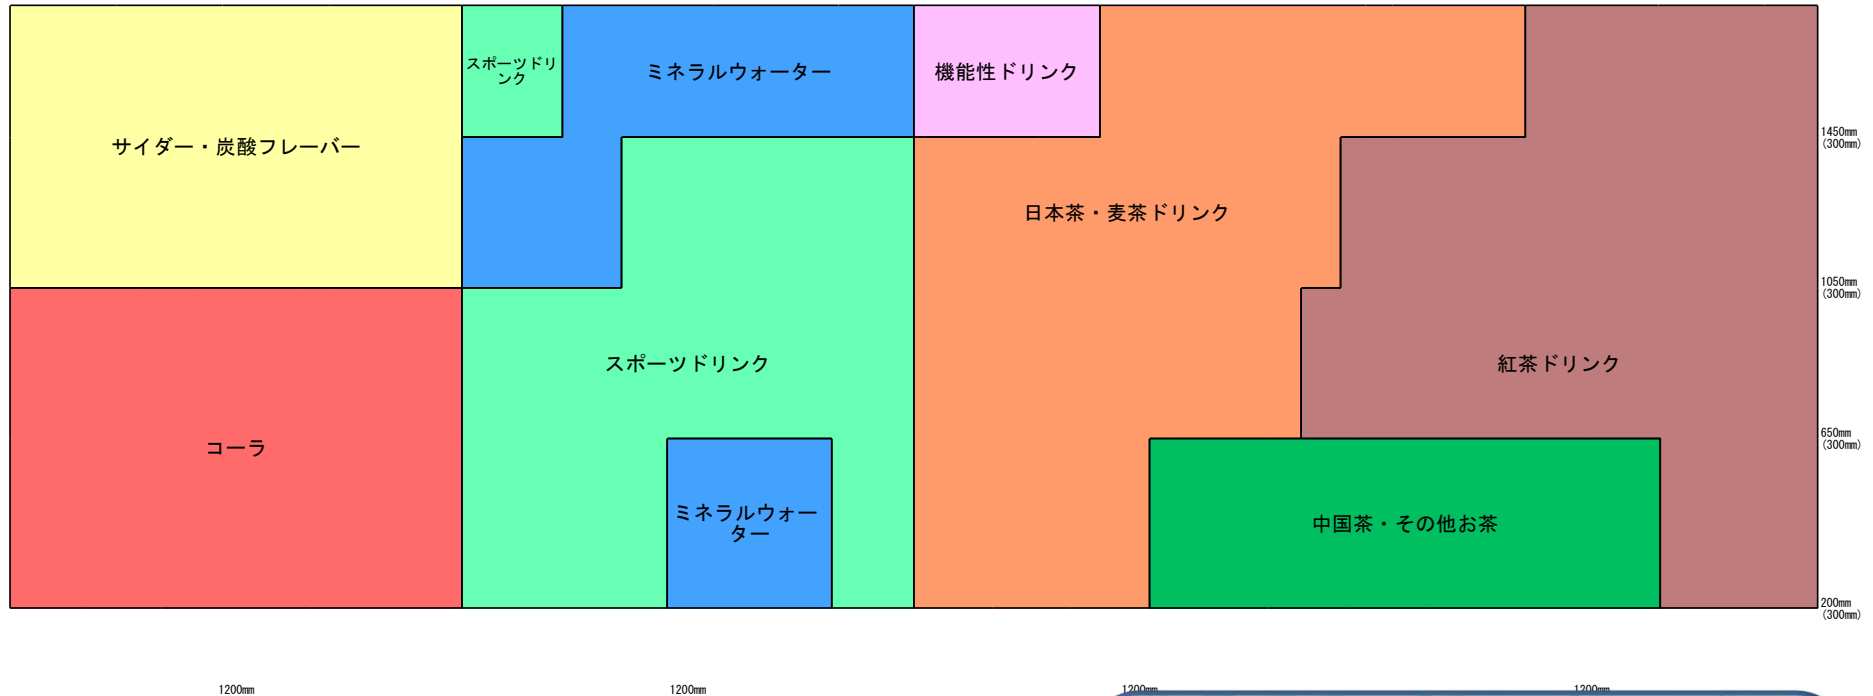 スポーツドリ
ンク
ミネラルウォーター
機能性ドリンク
サイダー・炭酸フレーバー
1450mm
(300mm)
日本茶・麦茶ドリンク
1050mm
(300mm)
スポーツドリンク
紅茶ドリンク
コーラ
650mm
(300mm)
ミネラルウォー
ター
中国茶・その他お茶
200mm
(300mm)
1200mm
1200mm
1200mm
1200mm